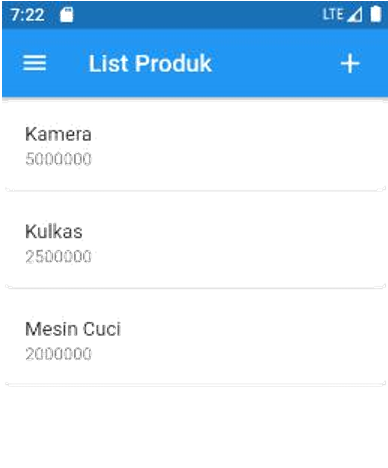 7:22 LTE
List Produk
Kamera
5000000
Kulkas
2500000
Mesin Cuci
2000000